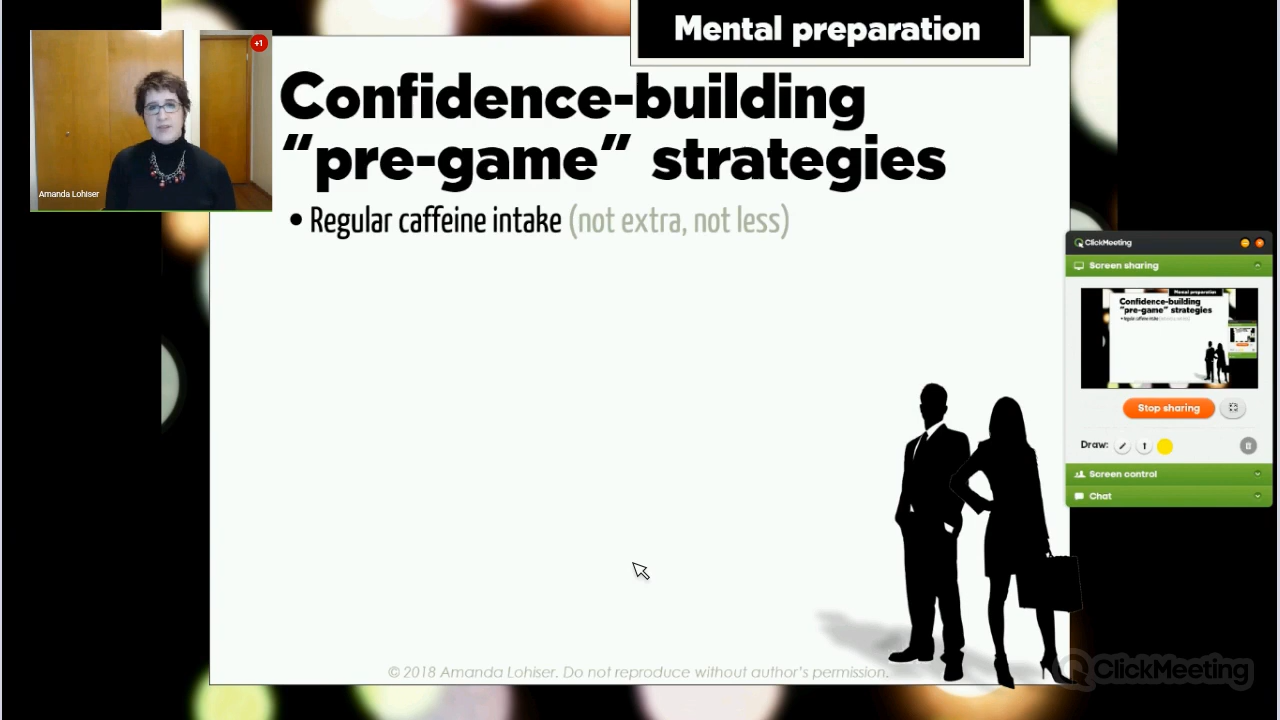 Mental preparation
+1
Amanda Lohiser
Confidence-building
“pre-game” strategies
• Regular caffeine intake (not extra, not less)
ClickMeeting
Screen sharing
Mental preparation
Confidence-building
“pre-game” strategies
Stop sharing
Draw:
Screen control
Chat
© 2018 Amanda Lohiser. Do not reproduce without author’s permission.
ClickMeeting